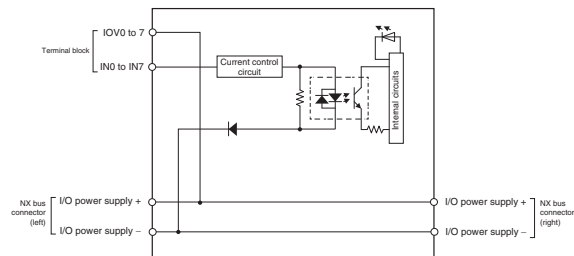 IOV0 to 7
Terminal block
IN0 to IN7
Current control
circuit
Internal circuits
NX bus
connector
(left)
I/O power supply +
I/O power supply −
I/O power supply +
I/O power supply −
NX bus
connector
(right)